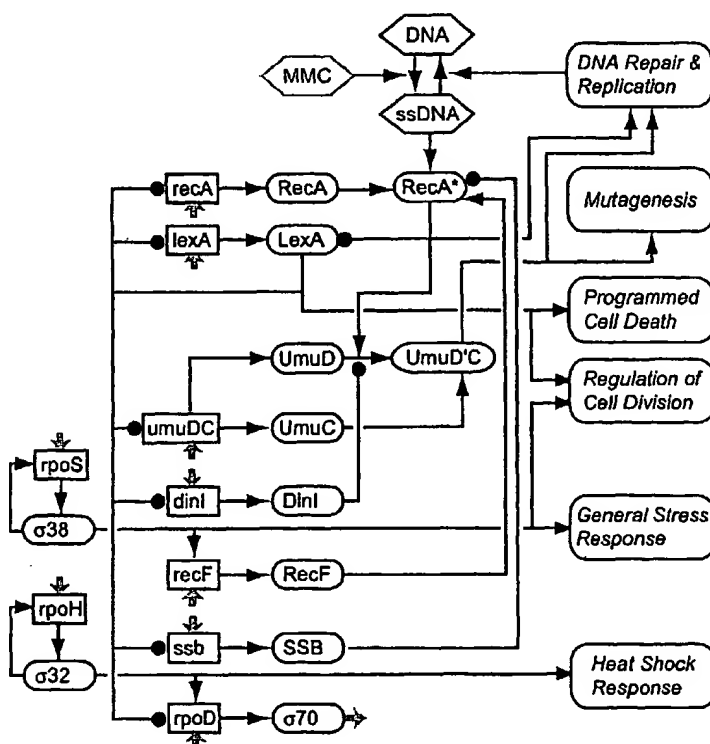 DNA
MMC
DNA Repair &
Replication
ssDNA
recA
RecA
RecA*
Mutagenesis
lexA
LexA
Programmed
Cell Death
UmuD
UmuD'C
Regulation of
Cell Division
umuDC
UmuC
rpoS
dinI
DinI
σ38
General Stress
Response
recF
RecF
rpoH
ssb
SSB
σ32
Heat Shock
Response
rpoD
σ70